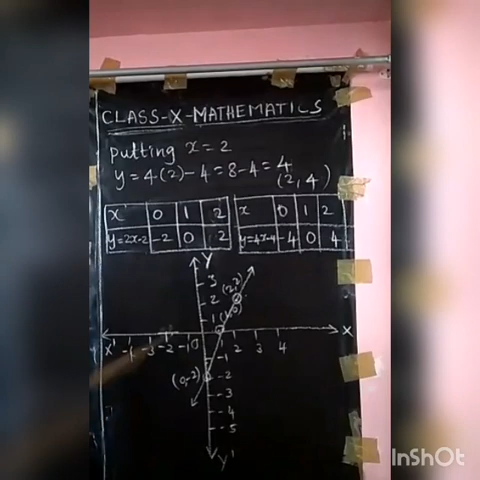 CLASS-X-MATHEMATICS
Putting x = 2
y = 4(2) - 4 = 8 - 4 = 4
(2, 4)
x 0 1 2 x 0 1 2
y=2x-2 -2 0 2 y=4x-4 -4 0 4
Y
3
(2,2)
2
1 (1,0)
X' -4 -3 -2 -1 0 2 3 4 X
-1
(0,-2) -2
-3
-4
-5
Y'
InShOt